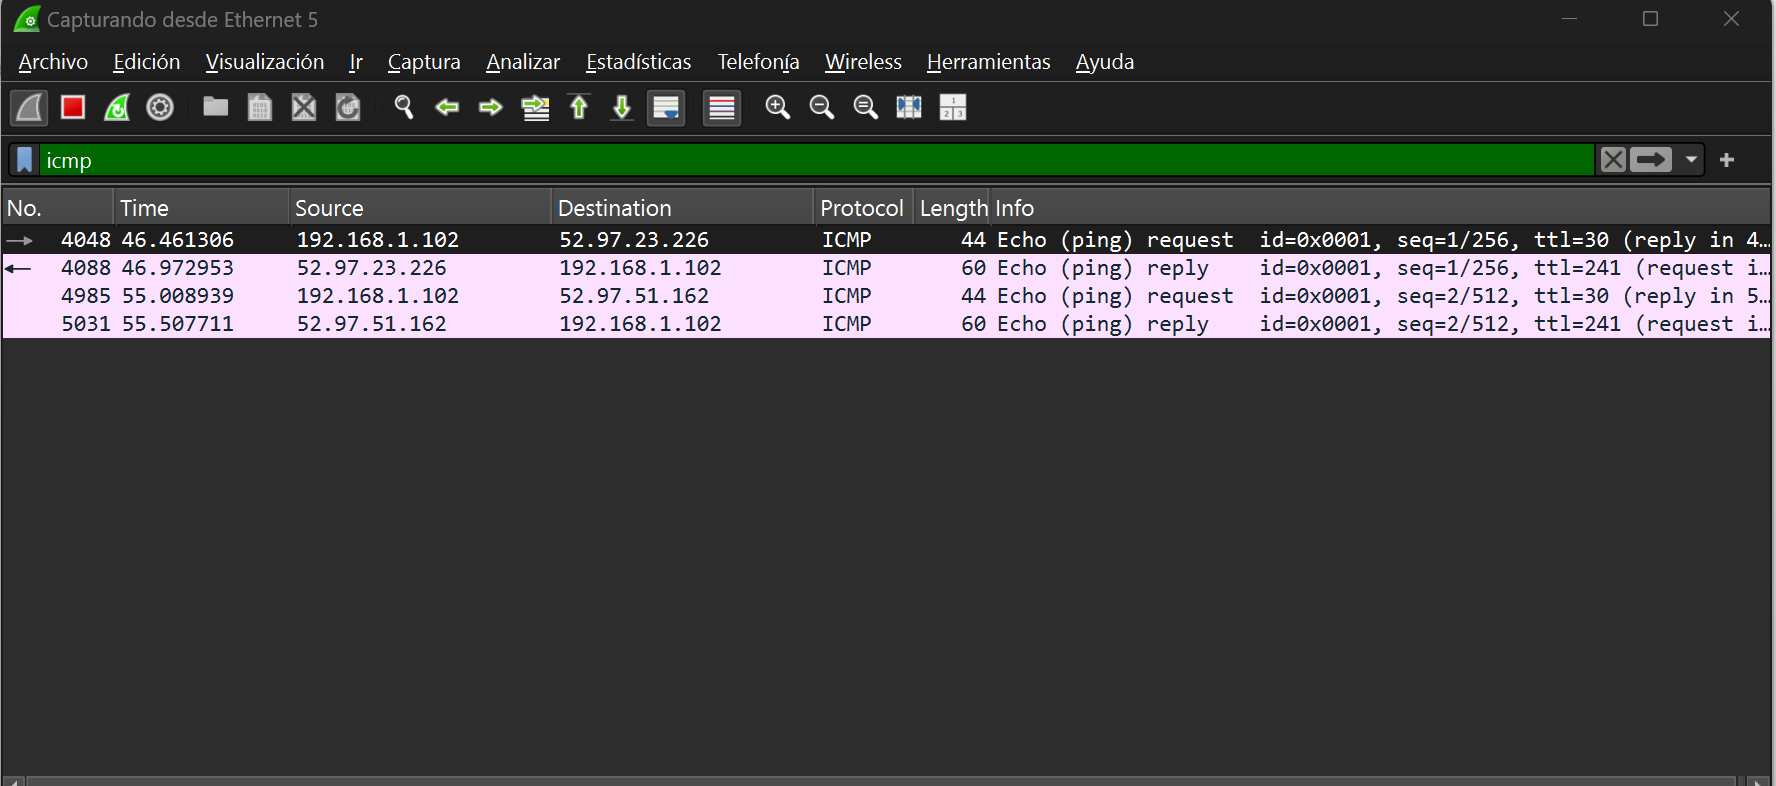 Capturando desde Ethernet 5
Archivo Edición Visualización Ir Captura Analizar Estadísticas Telefonía Wireless Herramientas Ayuda
icmp
No. Time Source Destination Protocol Length Info
4048 46.461306 192.168.1.102 52.97.23.226 ICMP 44 Echo (ping) request id=0x0001, seq=1/256, ttl=30 (reply in 4…
4088 46.972953 52.97.23.226 192.168.1.102 ICMP 60 Echo (ping) reply id=0x0001, seq=1/256, ttl=241 (request i…
4985 55.008939 192.168.1.102 52.97.51.162 ICMP 44 Echo (ping) request id=0x0001, seq=2/512, ttl=30 (reply in 5…
5031 55.507711 52.97.51.162 192.168.1.102 ICMP 60 Echo (ping) reply id=0x0001, seq=2/512, ttl=241 (request i…